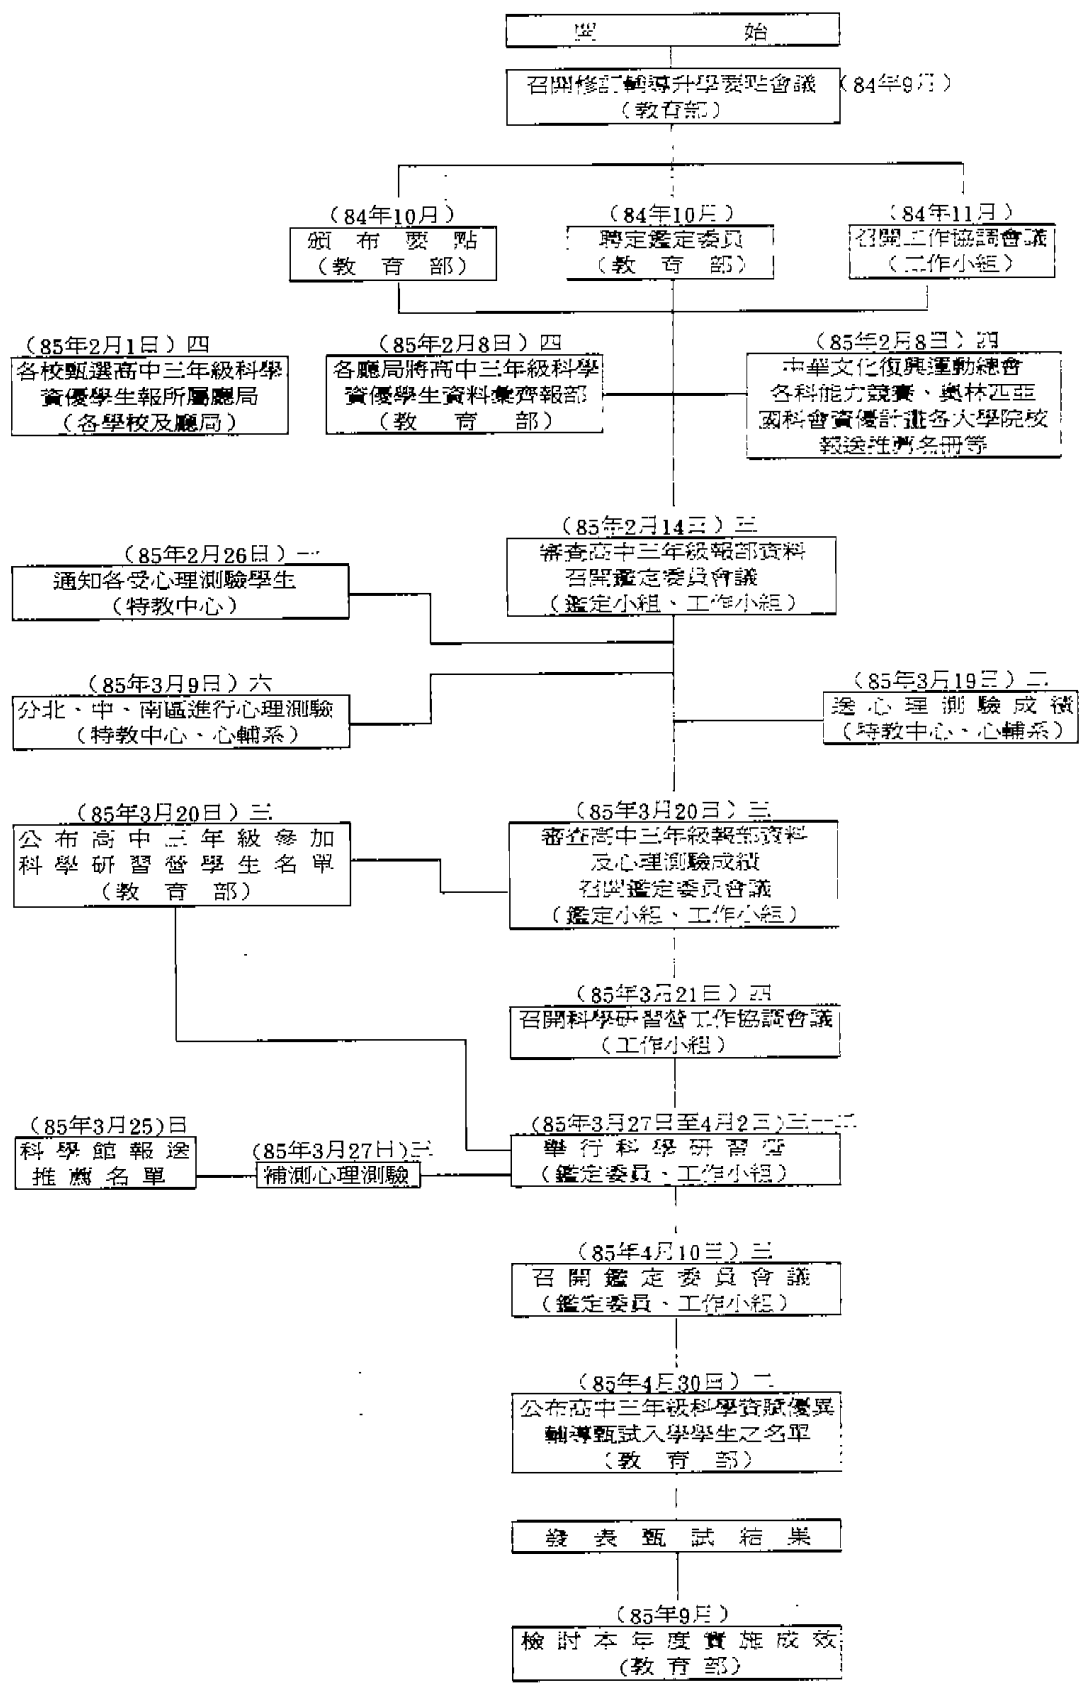 開始
召開修訂輔導升學要點會議（84年9月）
（教育部）
（84年10月）
頒布要點
（教育部）
（84年10月）
聘定鑑定委員
（教育部）
（84年11月）
召開工作協調會議
（工作小組）
（85年2月1日）四
各校甄選高中三年級科學
資優學生報所屬廳局
（各學校及廳局）
（85年2月8日）四
各廳局將高中三年級科學
資優學生資料彙齊報部
（教育部）
（85年2月8日）四
中華文化復興運動總會
各科能力競賽、奧林匹亞
國科會資優計畫各大學院校
報送推薦名冊等
（85年2月14日）三
審查高中三年級報部資料
召開鑑定委員會議
（鑑定小組、工作小組）
（85年2月26日）一
通知各受心理測驗學生
（特教中心）
（85年3月9日）六
分北、中、南區進行心理測驗
（特教中心、心輔系）
（85年3月19日）二
送心理測驗成績
（特教中心、心輔系）
（85年3月20日）三
公布高中三年級參加
科學研習營學生名單
（教育部）
（85年3月20日）三
審查高中三年級報部資料
及心理測驗成績
召開鑑定委員會議
（鑑定小組、工作小組）
（85年3月21日）四
召開科學研習營工作協調會議
（工作小組）
（85年3月25)日
科學館報送
推薦名單
(85年3月27日)三
補測心理測驗
（85年3月27日至4月2日)三—二
舉行科學研習營
（鑑定委員、工作小組）
（85年4月10日）三
召開鑑定委員會議
（鑑定委員、工作小組）
（85年4月30日）二
公布高中三年級科學資賦優異
輔導甄試入學學生之名單
（教育部）
發表甄試結果
（85年9月）
檢討本年度實施成效
(教育部)